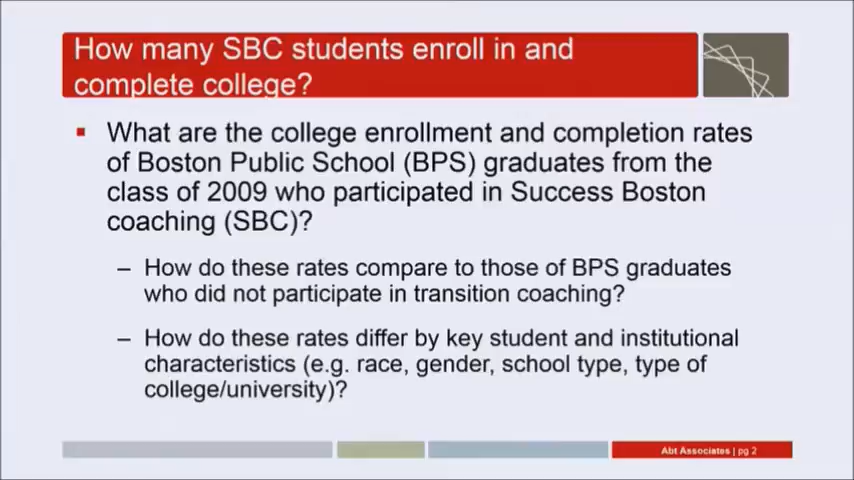 How many SBC students enroll in and
complete college?
▪ What are the college enrollment and completion rates
of Boston Public School (BPS) graduates from the
class of 2009 who participated in Success Boston
coaching (SBC)?
– How do these rates compare to those of BPS graduates
who did not participate in transition coaching?
– How do these rates differ by key student and institutional
characteristics (e.g. race, gender, school type, type of
college/university)?
Abt Associates | pg 2